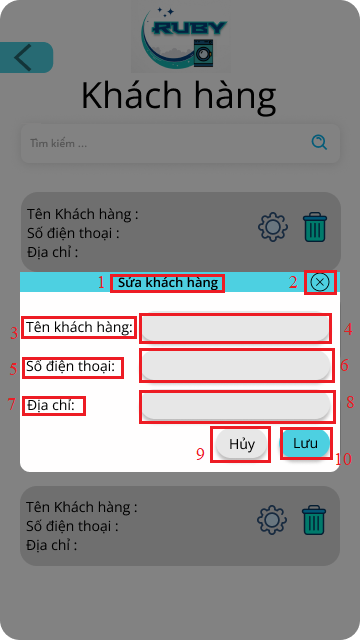 RUBY
Khách hàng
Tìm kiếm ...
Tên Khách hàng :
Số điện thoại :
Địa chỉ :
1 Sửa khách hàng 2
3 Tên khách hàng: 4
5 Số điện thoại: 6
7 Địa chỉ: 8
9 Hủy Lưu 10
Tên Khách hàng :
Số điện thoại :
Địa chỉ :